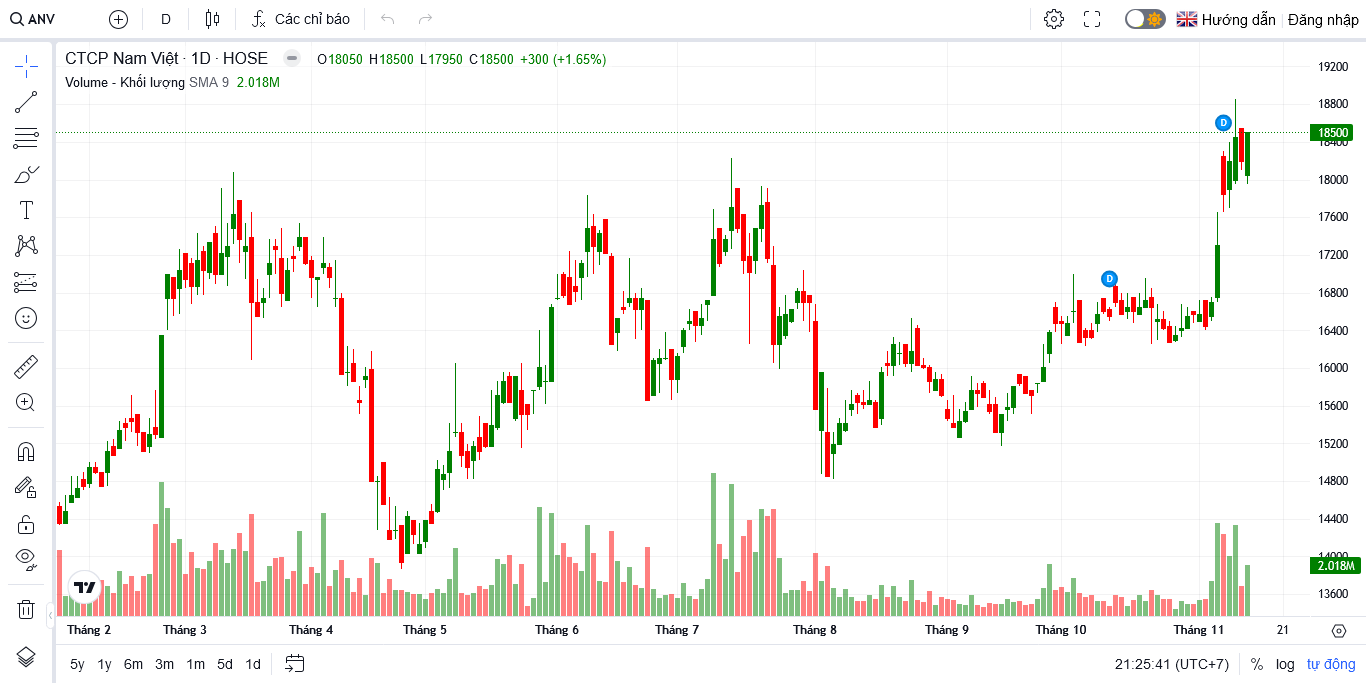 ANV D Các chỉ báo Hướng dẫn Đăng nhập
CTCP Nam Việt · 1D · HOSE O18050 H18500 L17950 C18500 +300 (+1.65%)
Volume - Khối lượng SMA 9 2.018M
19200
18800
D
18500
18400
18000
17600
17200
D
16800
16400
16000
15600
15200
14800
14400
14000
2.018M
13600
Tháng 2 Tháng 3 Tháng 4 Tháng 5 Tháng 6 Tháng 7 Tháng 8 Tháng 9 Tháng 10 Tháng 11 21
5y 1y 6m 3m 1m 5d 1d 21:25:41 (UTC+7) % log tự động